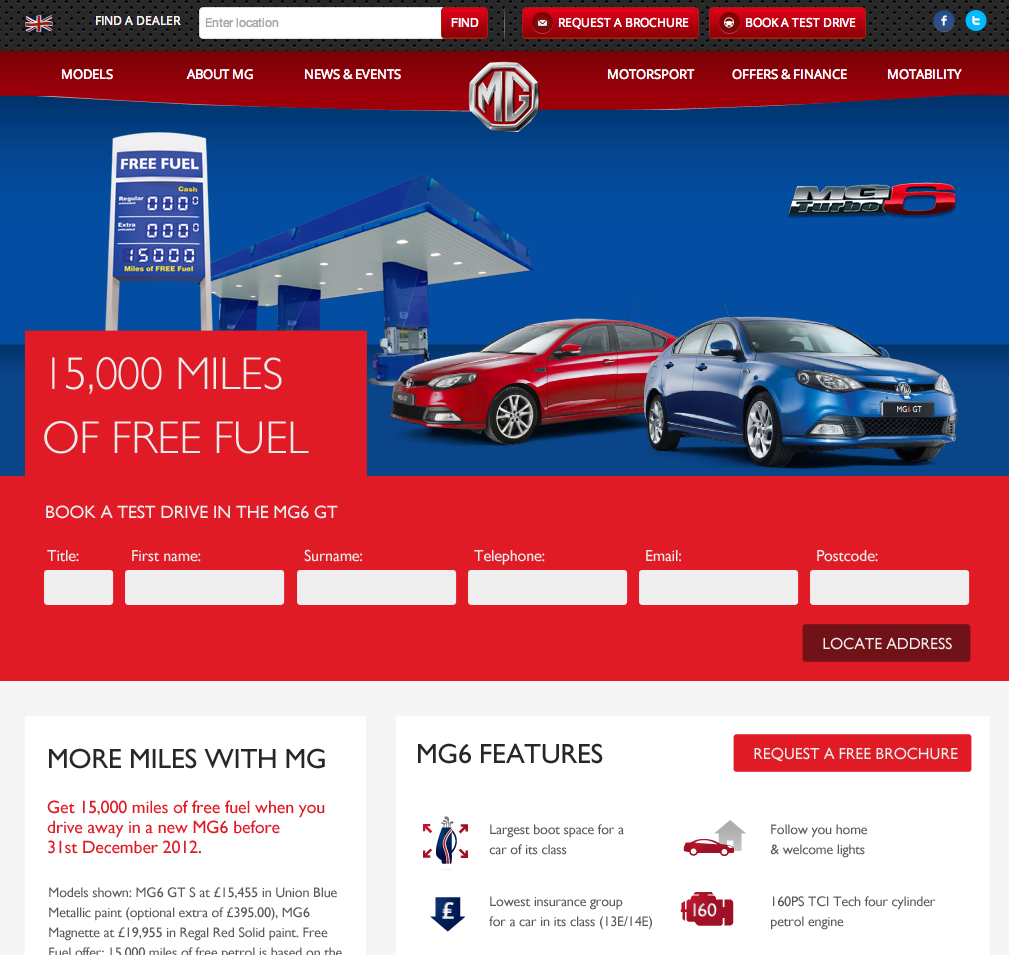 FIND A DEALER
Enter location
FIND
REQUEST A BROCHURE
BOOK A TEST DRIVE
MODELS
ABOUT MG
NEWS & EVENTS
MG
MOTORSPORT
OFFERS & FINANCE
MOTABILITY
FREE FUEL
Cash
Regular
unleaded
000⁰
Extra
unleaded
000⁰
15000
Miles of FREE Fuel
MG6
Turbo
MG6 GT
MG6 GT
15,000 MILES
OF FREE FUEL
BOOK A TEST DRIVE IN THE MG6 GT
Title:
First name:
Surname:
Telephone:
Email:
Postcode:
LOCATE ADDRESS
MORE MILES WITH MG
Get 15,000 miles of free fuel when you
drive away in a new MG6 before
31st December 2012.
Models shown: MG6 GT S at £15,455 in Union Blue
Metallic paint (optional extra of £395.00), MG6
Magnette at £19,955 in Regal Red Solid paint. Free
Fuel offer: 15,000 miles of free petrol is based on the
MG6 FEATURES
REQUEST A FREE BROCHURE
Largest boot space for a
car of its class
Follow you home
& welcome lights
£
Lowest insurance group
for a car in its class (13E/14E)
160
160PS TCI Tech four cylinder
petrol engine